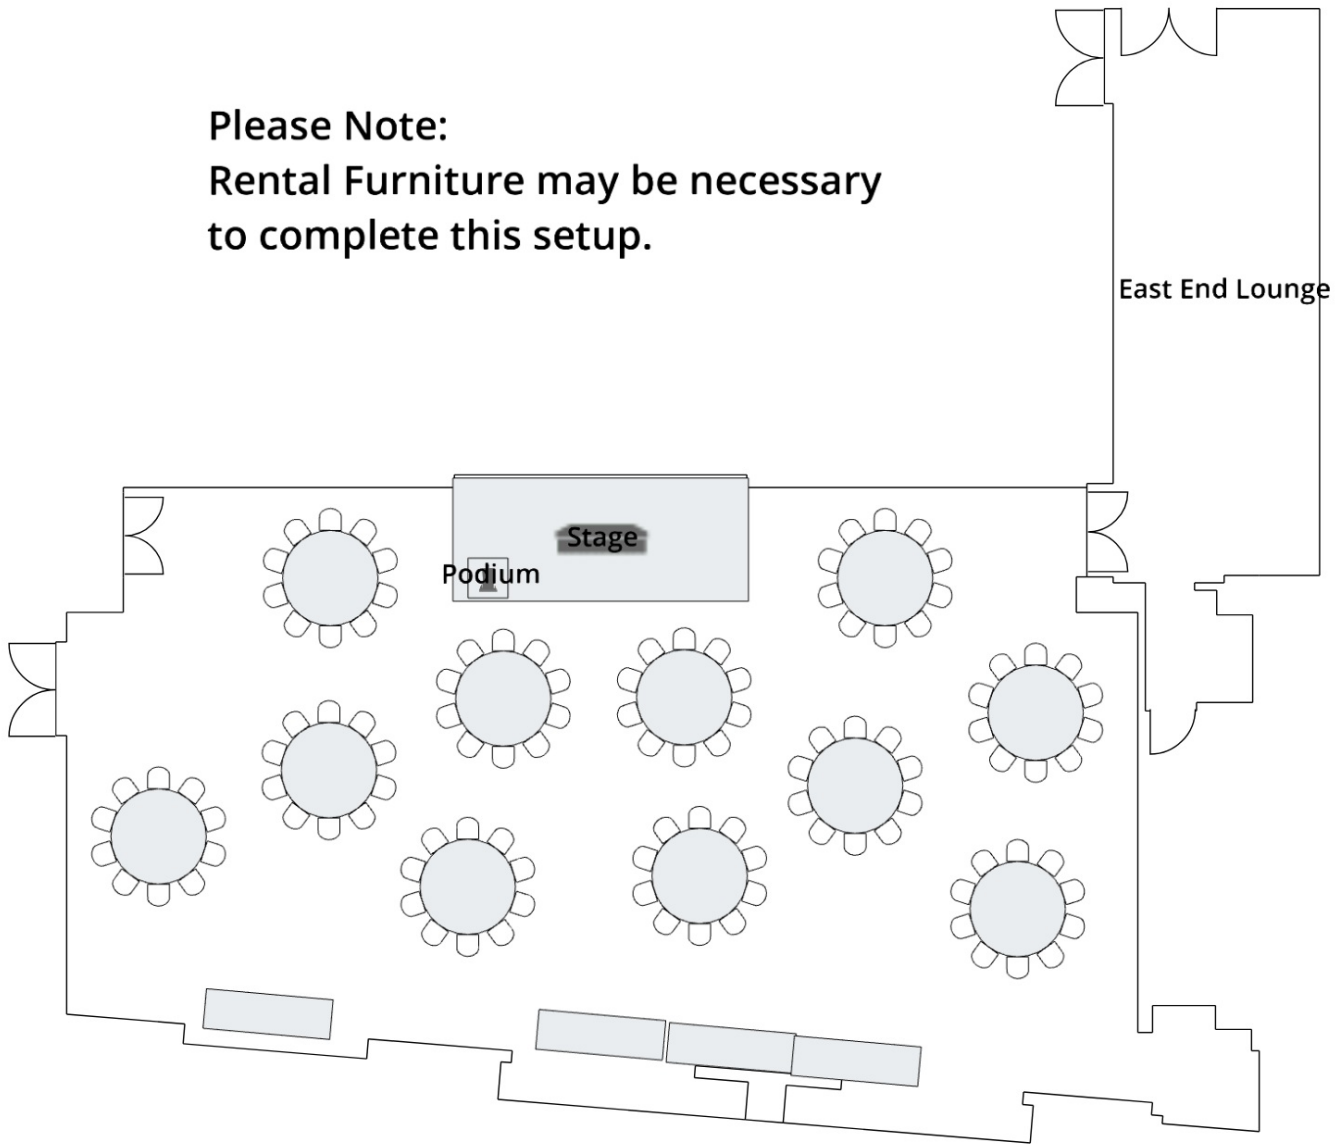 Please Note:
Rental Furniture may be necessary
to complete this setup.
East End Lounge
Stage
Podium